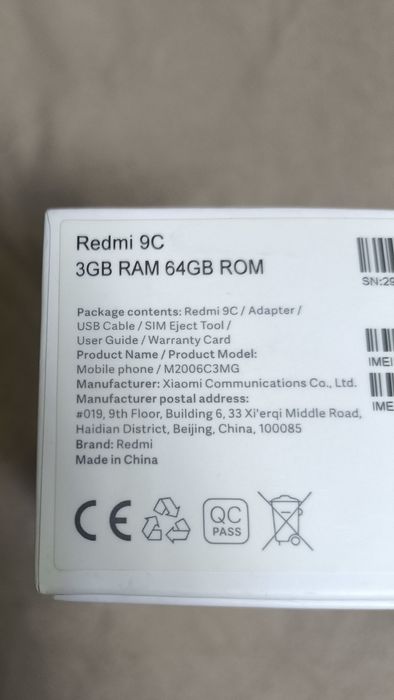 Redmi 9C
3GB RAM 64GB ROM
SN:29
Package contents: Redmi 9C / Adapter /
USB Cable / SIM Eject Tool /
User Guide / Warranty Card
Product Name / Product Model:
Mobile phone / M2006C3MG
IMEI
Manufacturer: Xiaomi Communications Co., Ltd.
Manufacturer postal address:
IME
#019, 9th Floor, Building 6, 33 Xi'erqi Middle Road,
Haidian District, Beijing, China, 100085
Brand: Redmi
Made in China
CE
QC
PASS